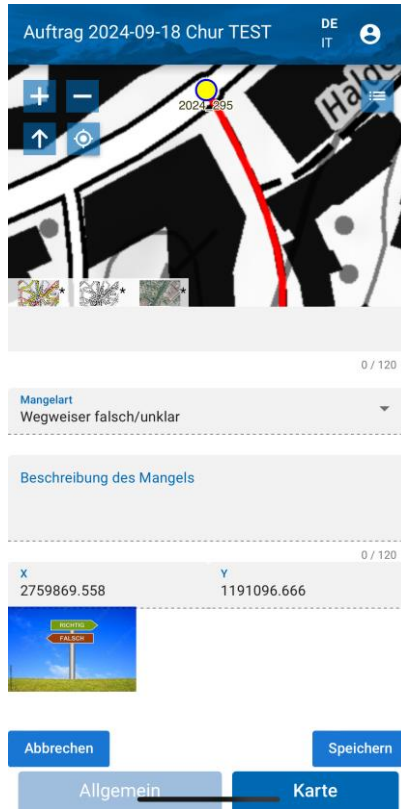 Auftrag 2024-09-18 Chur TEST
DE
IT
2024_295
Halde
*
*
*
0 / 120
Mangelart
Wegweiser falsch/unklar
Beschreibung des Mangels
0 / 120
X
2759869.558
Y
1191096.666
RICHTIG
FALSCH
Abbrechen
Speichern
Allgemein
Karte